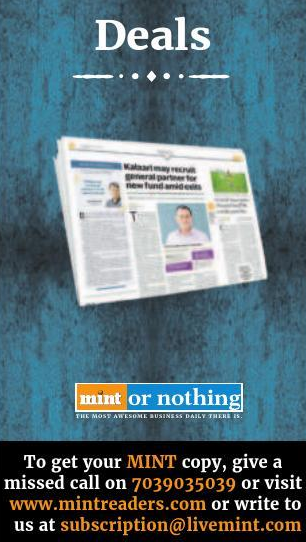 Deals
Kalaari may recruit
general partner for
new fund amid exits
mint or nothing
THE MOST AWESOME BUSINESS DAILY THERE IS.
To get your MINT copy, give a
missed call on 7039035039 or visit
www.mintreaders.com or write to
us at subscription@livemint.com